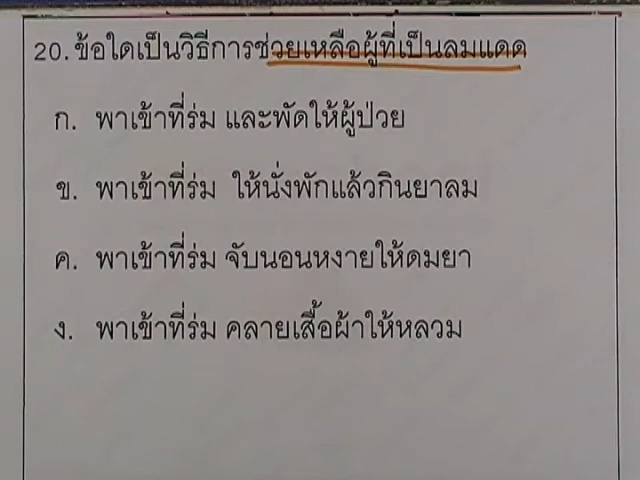 20. ข้อใดเป็นวิธีการช่วยเหลือผู้ที่เป็นลมแดด
ก. พาเข้าที่ร่ม และพัดให้ผู้ป่วย
ข. พาเข้าที่ร่ม ให้นั่งพักแล้วกินยาลม
ค. พาเข้าที่ร่ม จับนอนหงายให้ดมยา
ง. พาเข้าที่ร่ม คลายเสื้อผ้าให้หลวม